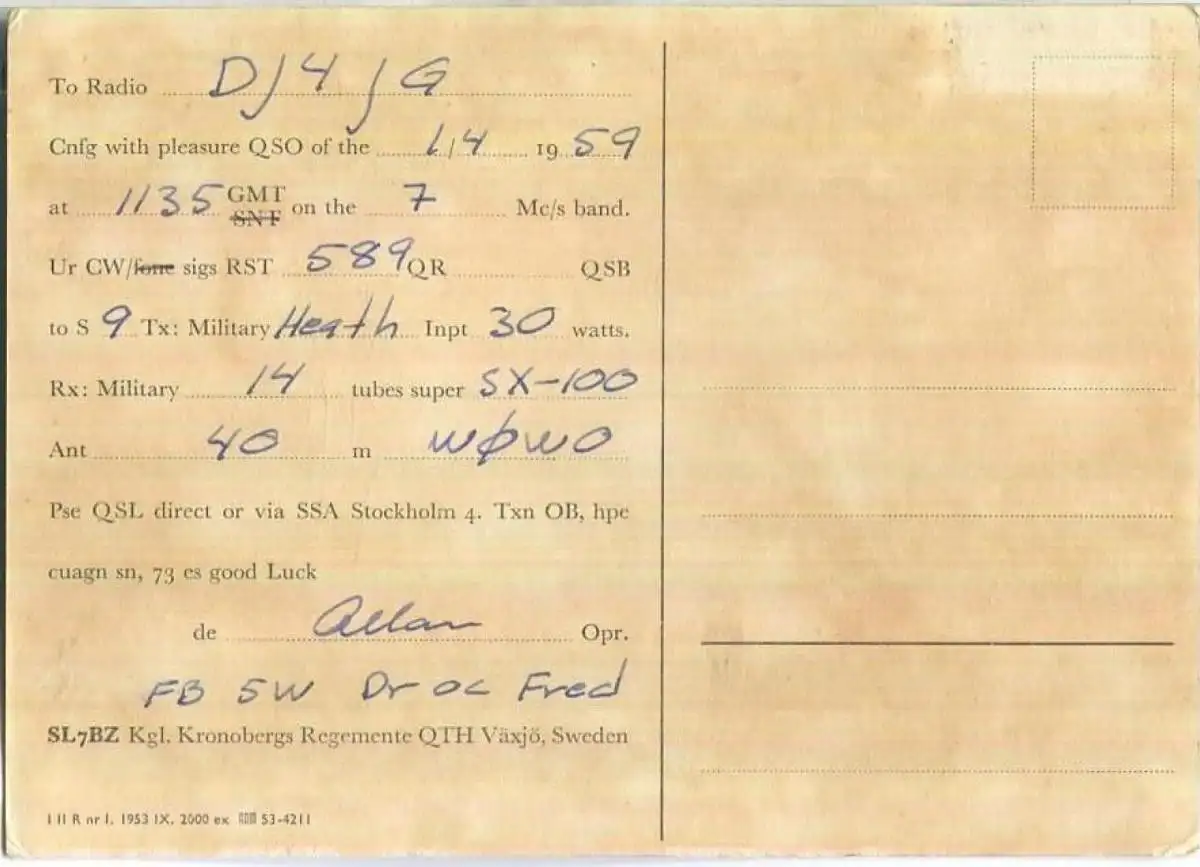 To Radio DJ4JG
Cnfg with pleasure QSO of the 1/4 1959
at 1135 GMT SNT on the 7 Mc/s band.
Ur CW/fone sigs RST 589 QR QSB
to S 9 Tx: Military Heath Inpt 30 watts.
Rx: Military 14 tubes super SX-100
Ant 40 m WØWO
Pse QSL direct or via SSA Stockholm 4. Txn OB, hpe
cuagn sn, 73 es good Luck
de Allan Opr.
FB 5W Dr OC Fred
SL7BZ Kgl. Kronobergs Regemente QTH Växjö, Sweden
I 11 R nr 1. 1953 IX. 2000 ex 53-4211